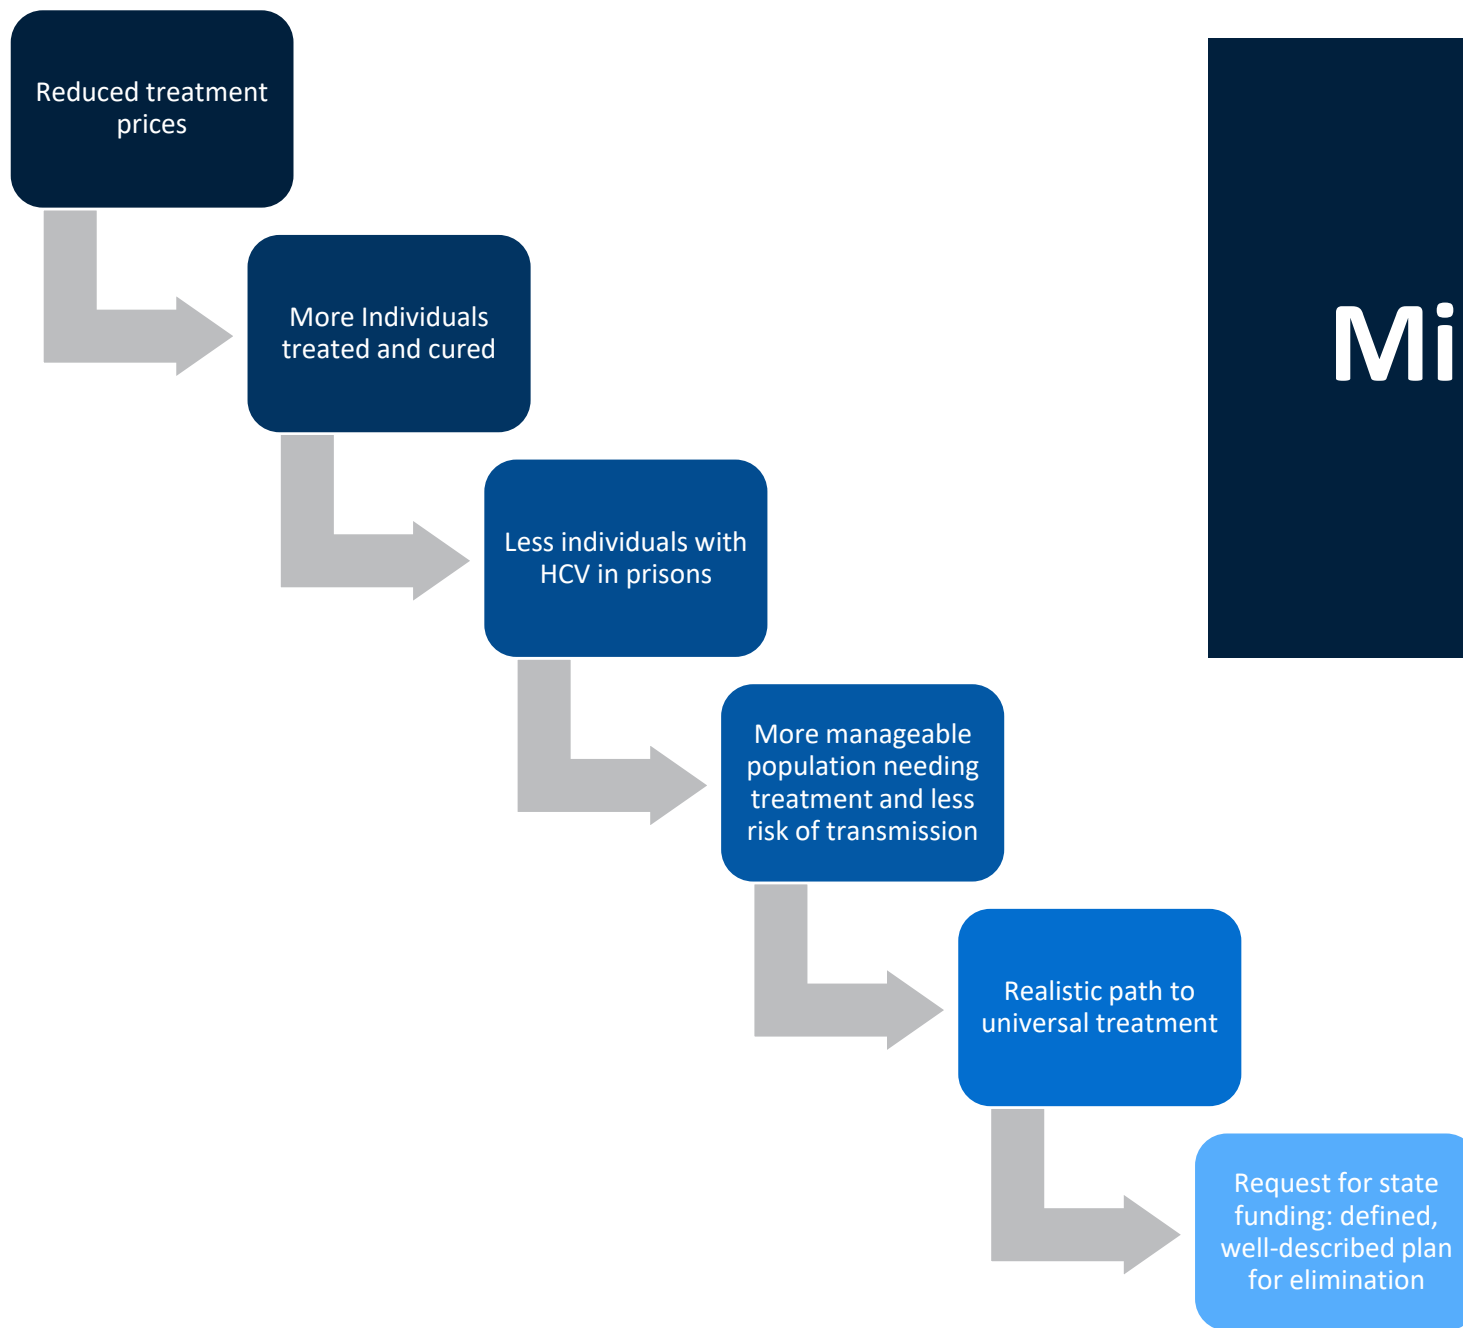 Reduced treatment
prices
Mi
More Individuals
treated and cured
Less individuals with
HCV in prisons
More manageable
population needing
treatment and less
risk of transmission
Realistic path to
universal treatment
Request for state
funding: defined,
well-described plan
for elimination